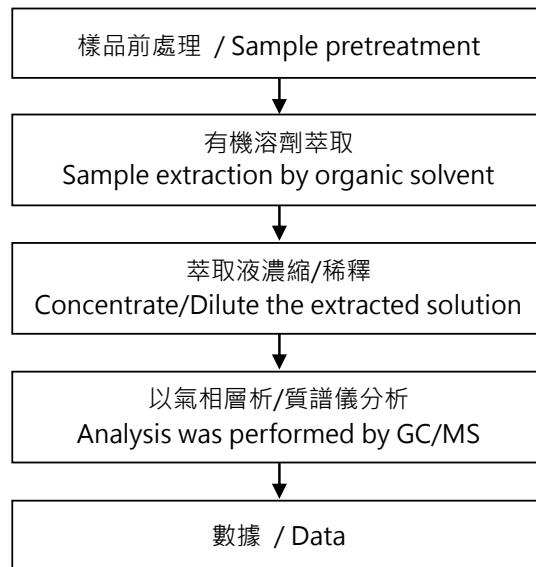 樣品前處理 / Sample pretreatment
有機溶劑萃取
Sample extraction by organic solvent
萃取液濃縮/稀釋
Concentrate/Dilute the extracted solution
以氣相層析/質譜儀分析
Analysis was performed by GC/MS
數據 / Data